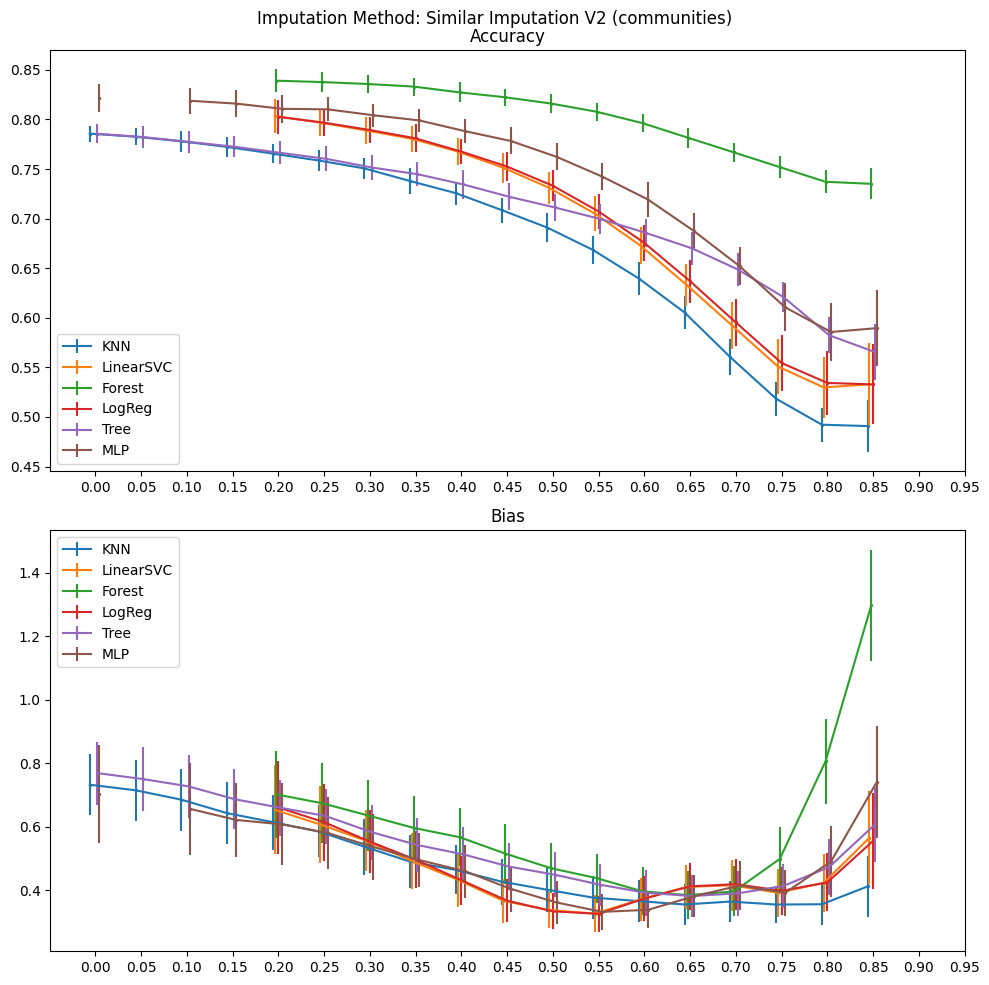 Imputation Method: Similar Imputation V2 (communities)
Accuracy
0.85
0.80
0.75
0.70
0.65
0.60
0.55
0.50
0.45
KNN
LinearSVC
Forest
LogReg
Tree
MLP
0.00 0.05 0.10 0.15 0.20 0.25 0.30 0.35 0.40 0.45 0.50 0.55 0.60 0.65 0.70 0.75 0.80 0.85 0.90 0.95
Bias
1.4
1.2
1.0
0.8
0.6
0.4
KNN
LinearSVC
Forest
LogReg
Tree
MLP
0.00 0.05 0.10 0.15 0.20 0.25 0.30 0.35 0.40 0.45 0.50 0.55 0.60 0.65 0.70 0.75 0.80 0.85 0.90 0.95